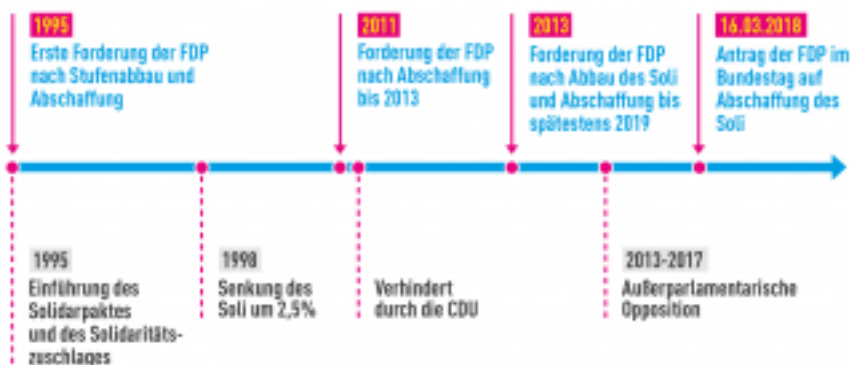 1995
Erste Forderung der FDP
nach Stufenabbau und
Abschaffung
2011
Forderung der FDP
nach Abschaffung
bis 2013
2013
Forderung der FDP
nach Abbau des Soli
und Abschaffung bis
spätestens 2019
16.03.2018
Antrag der FDP im
Bundestag auf
Abschaffung des
Soli
1995
Einführung des
Solidarpaktes
und des Solidaritäts-
zuschlages
1998
Senkung des
Soli um 2,5%
Verhindert
durch die CDU
2013-2017
Außerparlamentarische
Opposition